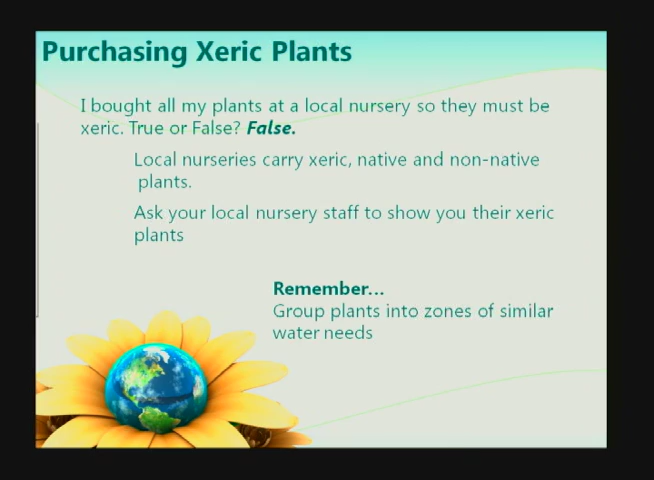 Purchasing Xeric Plants
I bought all my plants at a local nursery so they must be
xeric. True or False? False.
Local nurseries carry xeric, native and non-native
plants.
Ask your local nursery staff to show you their xeric
plants
Remember...
Group plants into zones of similar
water needs